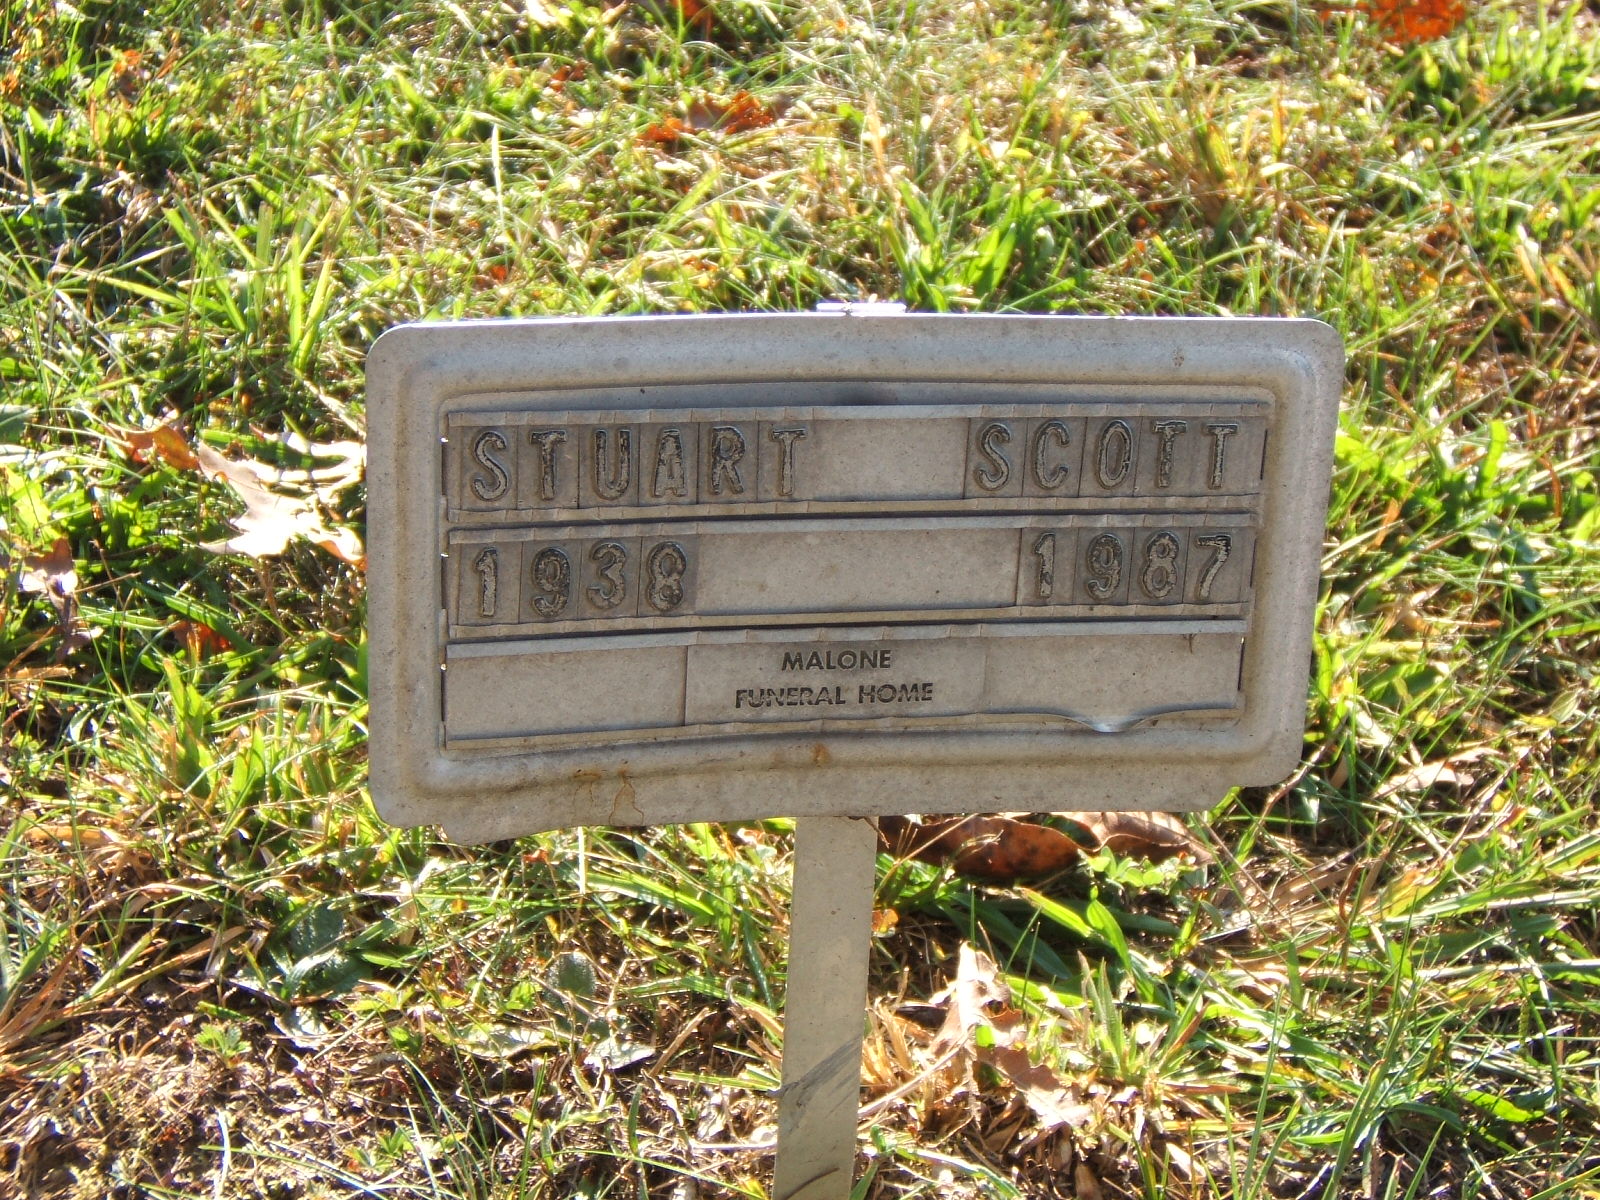 STUART SCOTT
1938 1987
MALONE
FUNERAL HOME